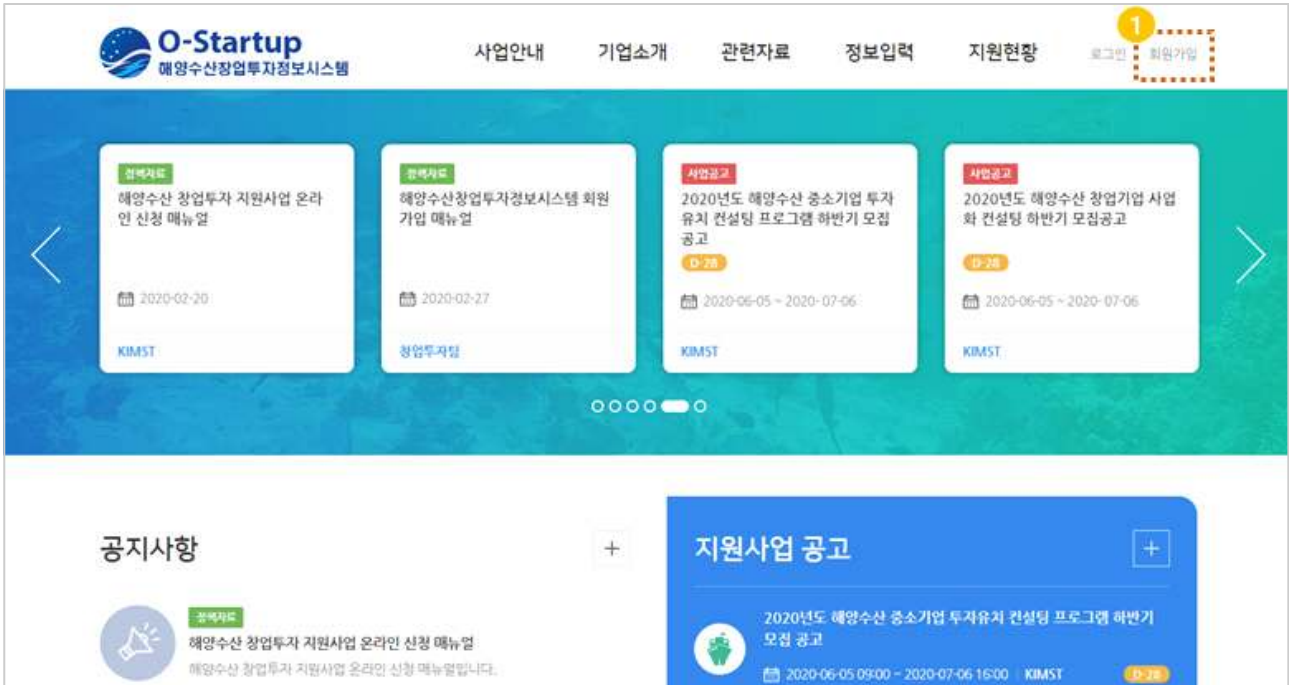 O-Startup
해양수산창업투자정보시스템
사업안내
기업소개
관련자료
정보입력
지원현황
로그인
1
회원가입
정책자료
해양수산 창업투자 지원사업 온라
인 신청 매뉴얼
2020-02-20
KIMST
정책자료
해양수산창업투자정보시스템 회원
가입 매뉴얼
2020-02-27
창업투자팀
사업공고
2020년도 해양수산 중소기업 투자
유치 컨설팅 프로그램 하반기 모집
공고
D-28
2020-06-05 ~ 2020- 07-06
KIMST
사업공고
2020년도 해양수산 창업기업 사업
화 컨설팅 하반기 모집공고
D-28
2020-06-05 ~ 2020- 07-06
KIMST
공지사항
+
정책자료
해양수산 창업투자 지원사업 온라인 신청 매뉴얼
해양수산 창업투자 지원사업 온라인 신청 매뉴얼입니다.
지원사업 공고
+
2020년도 해양수산 중소기업 투자유치 컨설팅 프로그램 하반기
모집 공고
2020-06-05 09:00 ~ 2020-07-06 16:00 | KIMST
D-28